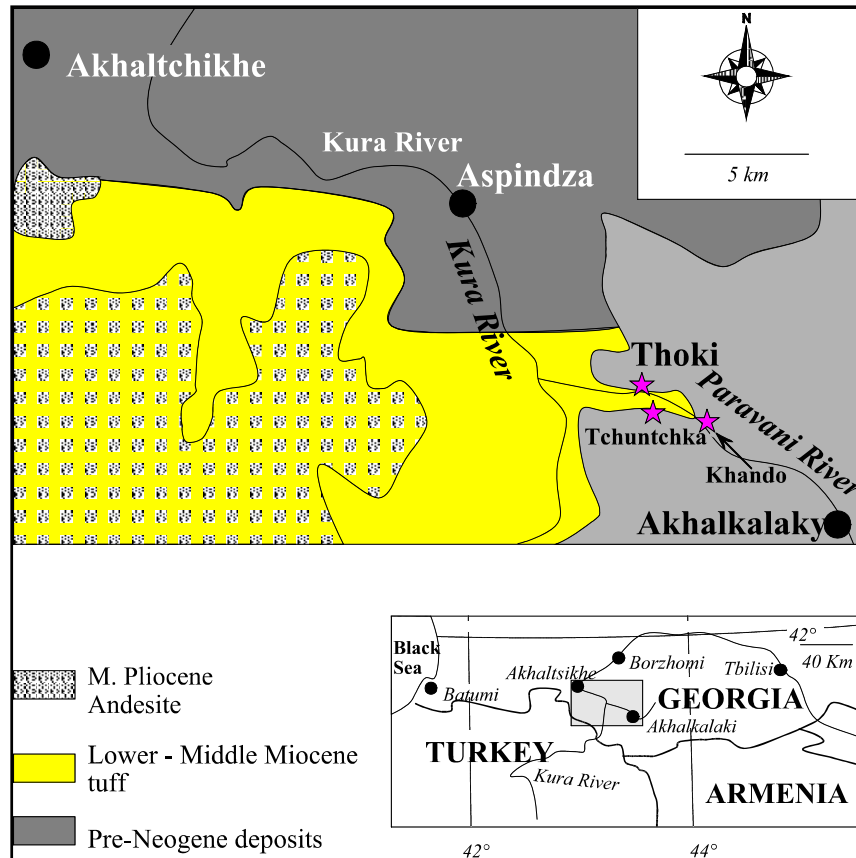 N
5 km
Akhaltchikhe
Kura River
Aspindza
Kura River
Thoki
Paravani River
Tchuntchka
Khando
Akhalkalaky
M. Pliocene
Andesite
Lower - Middle Miocene
tuff
Pre-Neogene deposits
Black
Sea
42°
40 Km
Akhaltsikhe
Borzhomi
Tbilisi
Batumi
GEORGIA
Akhalkalaki
TURKEY
Kura River
ARMENIA
42°
44°